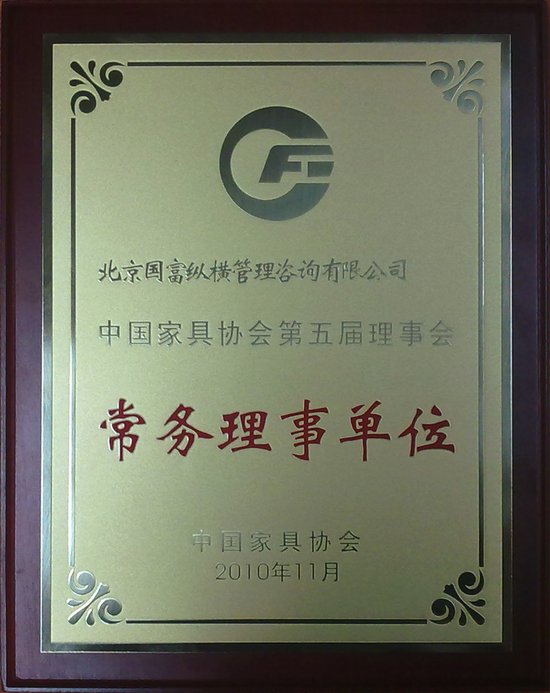 北京国富纵横管理咨询有限公司
中国家具协会第五届理事会
常务理事单位
中国家具协会
2010年11月